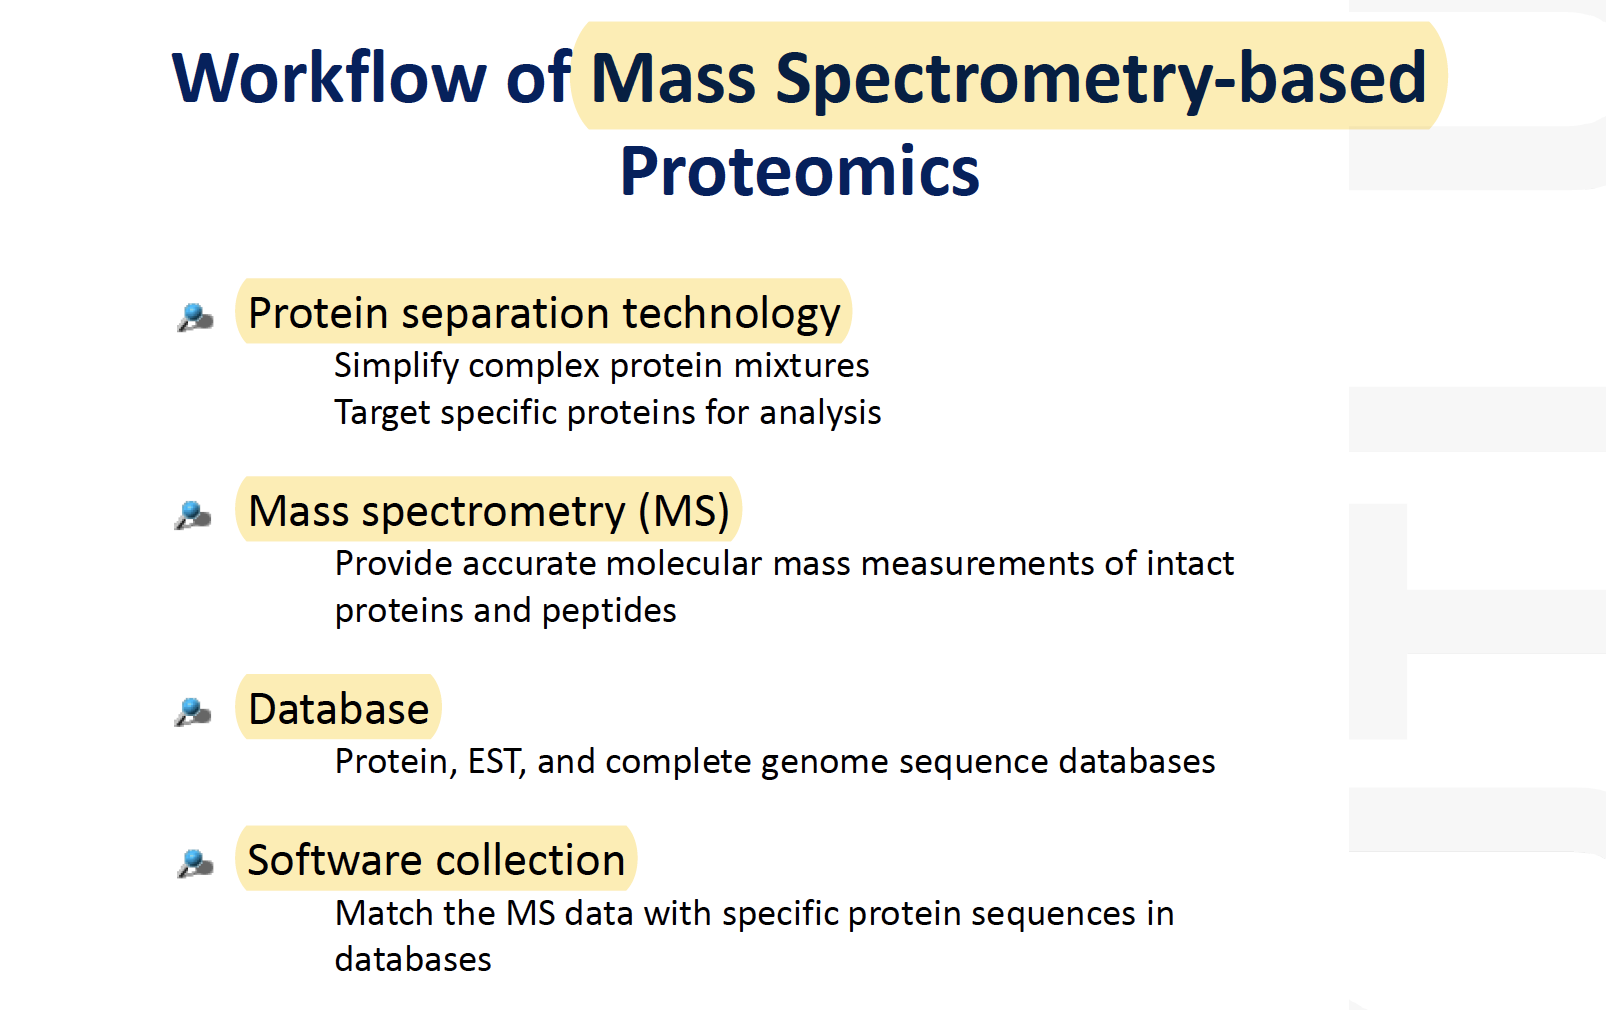 Workflow of Mass Spectrometry-based
Proteomics
Protein separation technology
Simplify complex protein mixtures
Target specific proteins for analysis
Mass spectrometry (MS)
Provide accurate molecular mass measurements of intact
proteins and peptides
Database
Protein, EST, and complete genome sequence databases
Software collection
Match the MS data with specific protein sequences in
databases